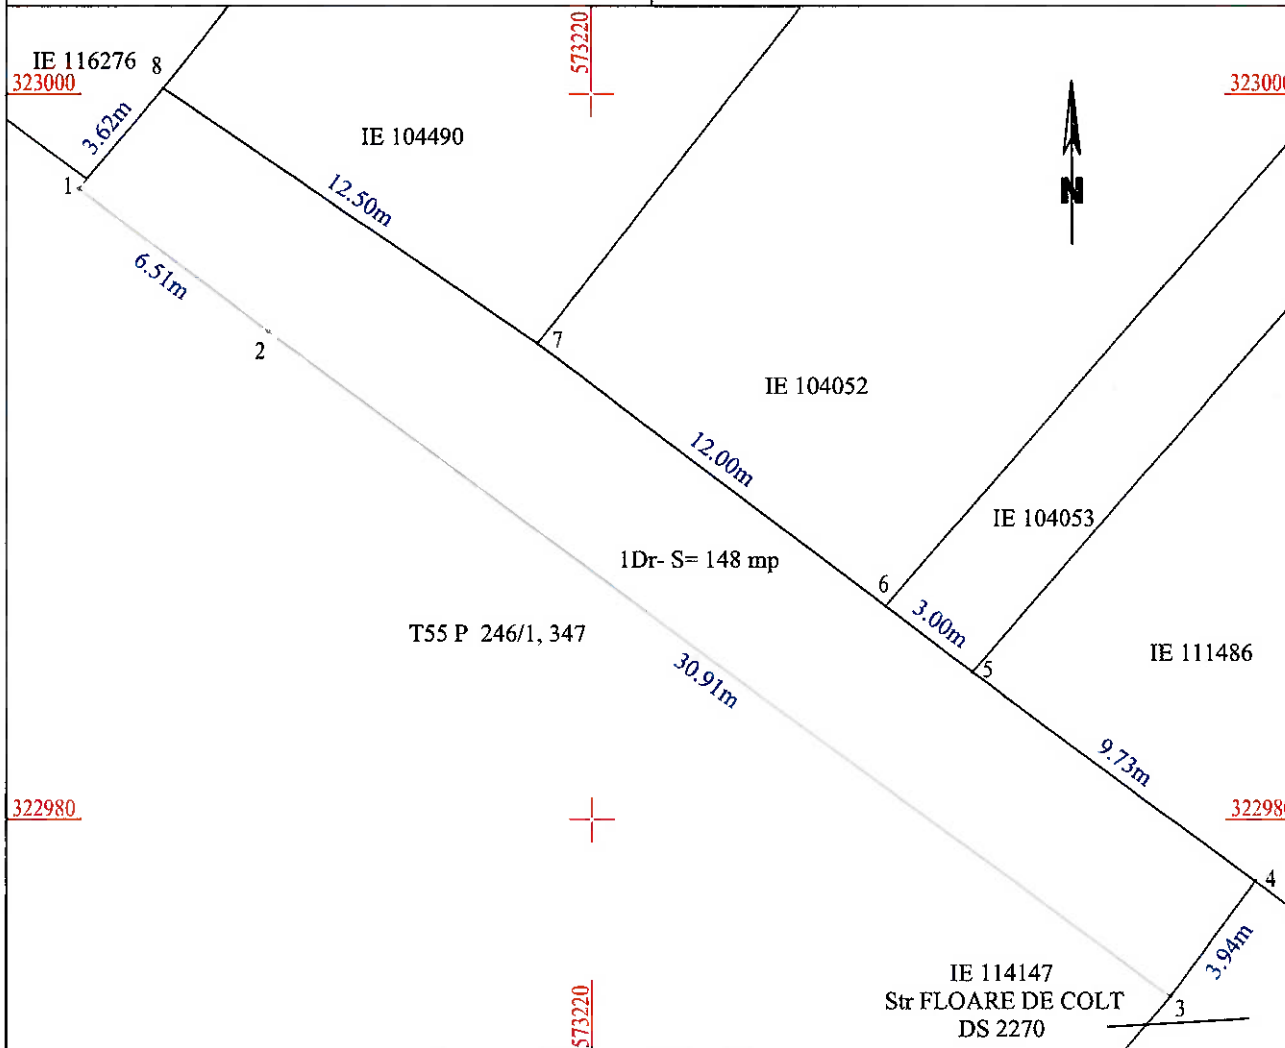 573220
IE 116276
8
323000
323000
3.62m
IE 104490
1
12.50m
N
6.51m
2
7
IE 104052
12.00m
IE 104053
1Dr- S= 148 mp
6
3.00m
T55 P 246/1, 347
5
IE 111486
30.91m
9.73m
322980
322980
4
3.94m
IE 114147
Str FLOARE DE COLT
DS 2270
3
573220